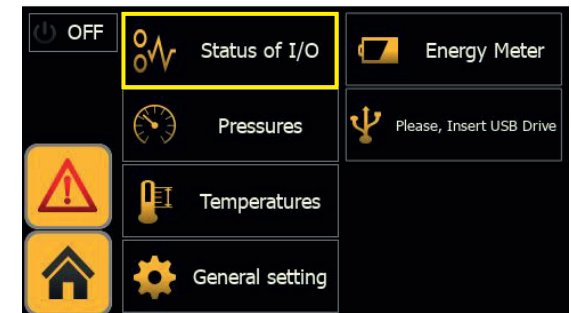 OFF
Status of I/O
Energy Meter
Pressures
Please, Insert USB Drive
Temperatures
General setting